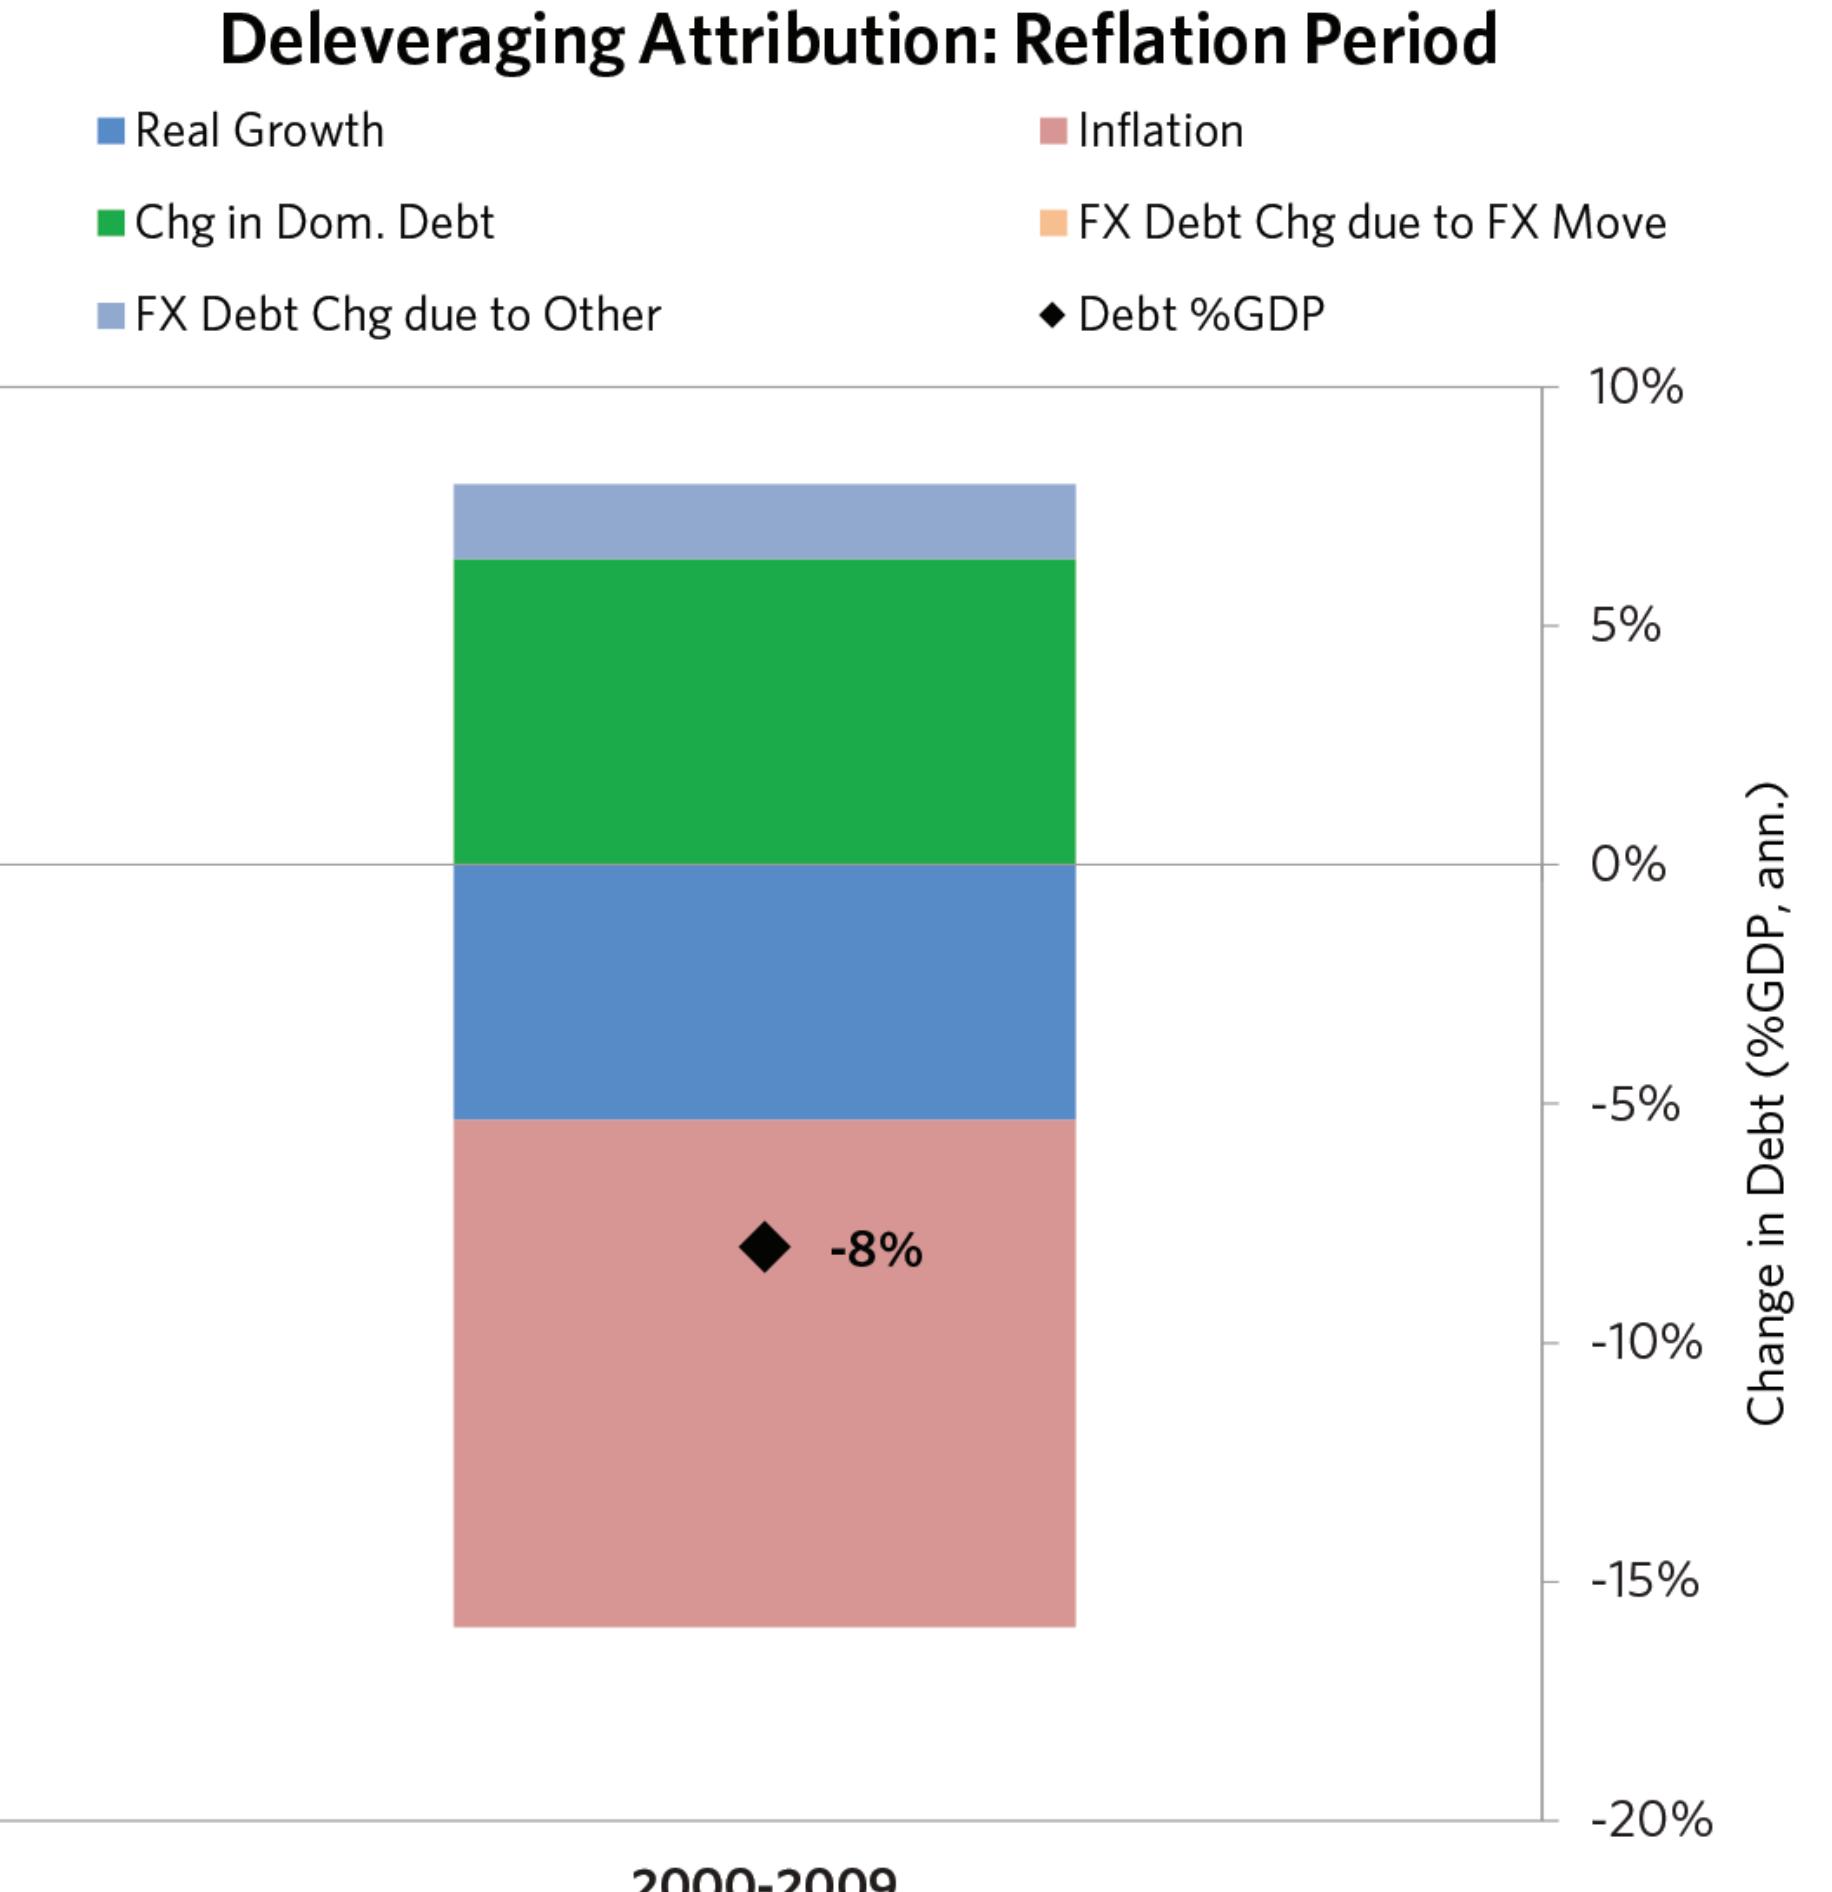 Deleveraging Attribution: Reflation Period
Real Growth
Inflation
Chg in Dom. Debt
FX Debt Chg due to FX Move
FX Debt Chg due to Other
Debt %GDP
10%
5%
0%
-5%
-8%
-10%
-15%
-20%
Change in Debt (%GDP, ann.)
2000-2009